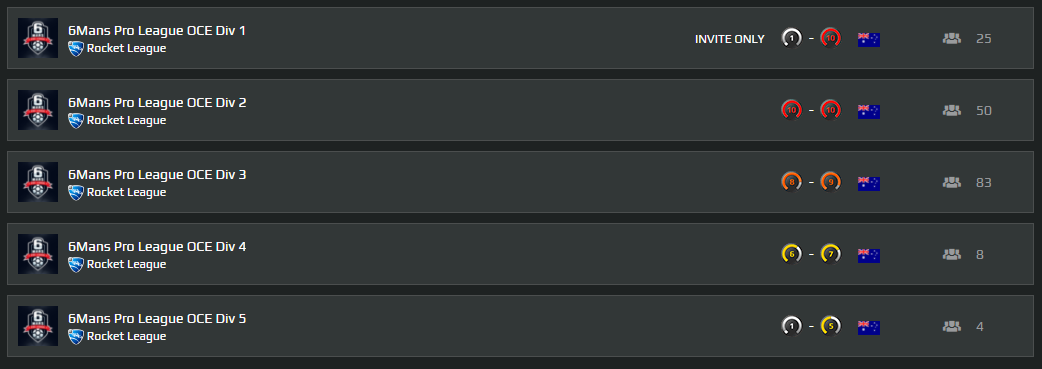 6Mans Pro League OCE Div 1
Rocket League
INVITE ONLY 1 - 10 25
6Mans Pro League OCE Div 2
Rocket League
10 - 10 50
6Mans Pro League OCE Div 3
Rocket League
8 - 9 83
6Mans Pro League OCE Div 4
Rocket League
6 - 7 8
6Mans Pro League OCE Div 5
Rocket League
1 - 5 4